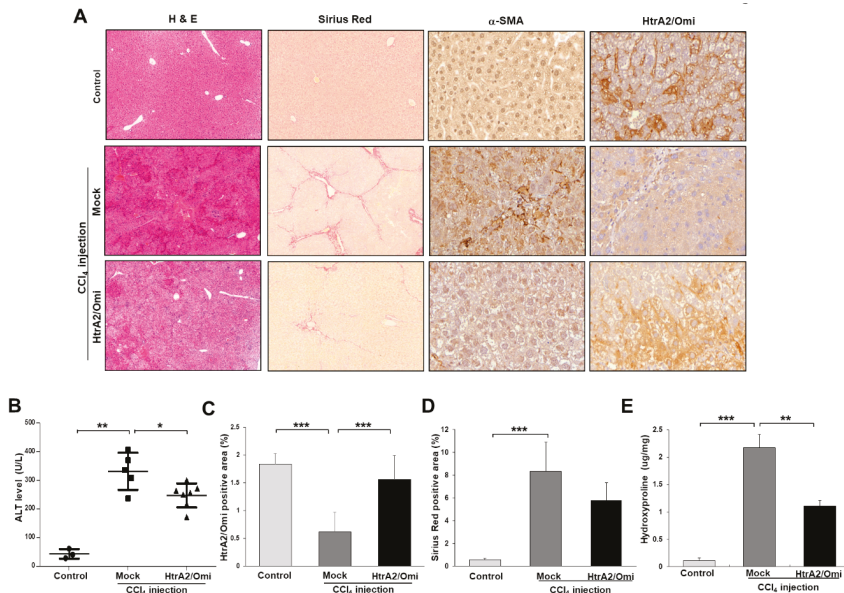 A
H & E
Sirius Red
α-SMA
HtrA2/Omi
Control
Mock
HtrA2/Omi
CCl4 injection
B
ALT level (U/L)
500
400
300
200
100
0
**
*
Control
Mock
HtrA2/Omi
CCl4 injection
C
HtrA2/Omi positive area (%)
2.5
2
1.5
1
0.5
0
***
***
Control
Mock
HtrA2/Omi
CCl4 injection
D
Sirius Red positive area (%)
12
10
8
6
4
2
0
***
Control
Mock
HtrA2/Omi
CCl4 injection
E
Hydroxyproline (ug/mg)
2.5
2
1.5
1
0.5
0
***
**
Control
Mock
HtrA2/Omi
CCl4 injection